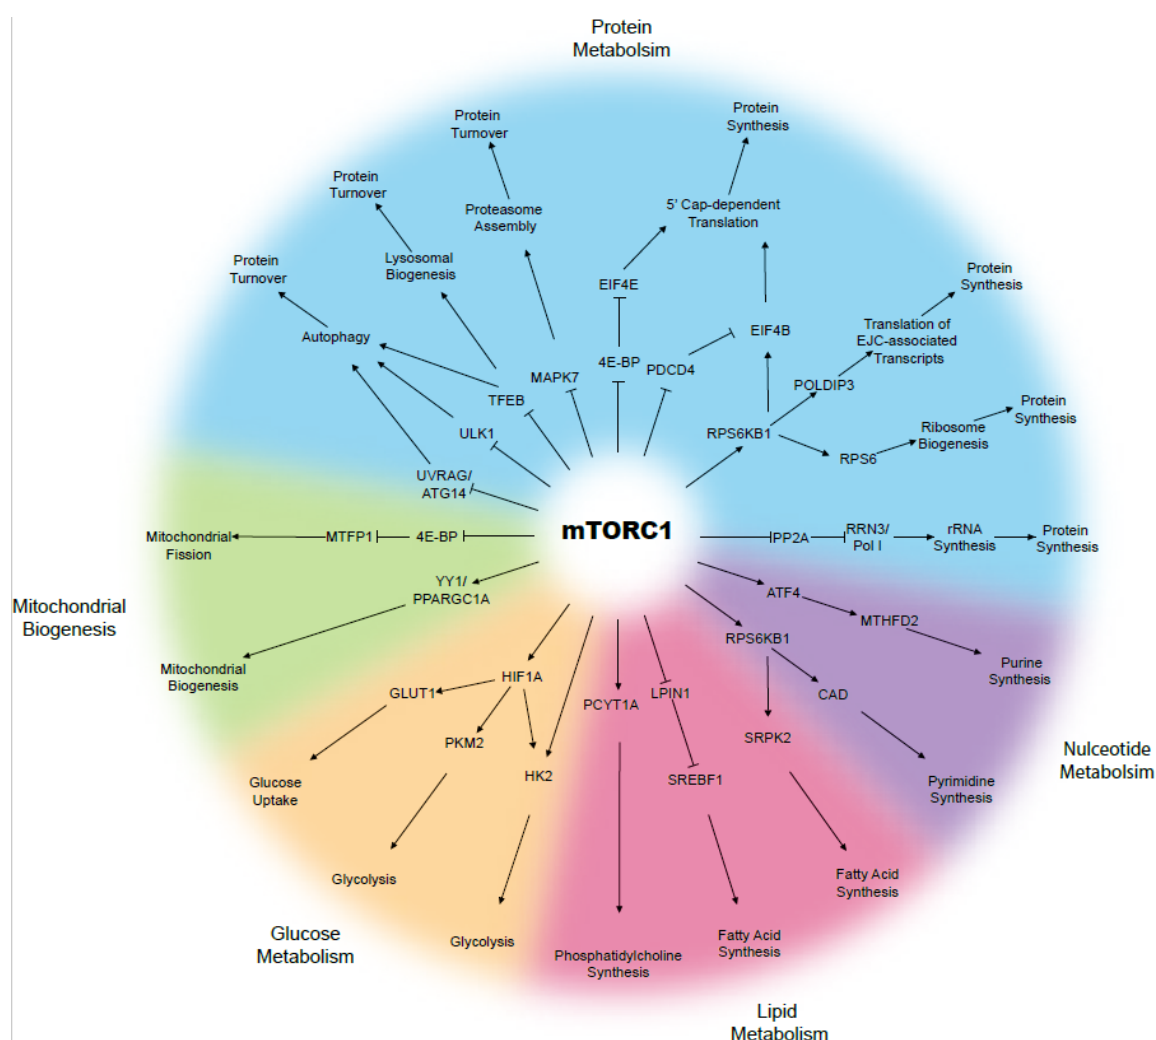 Protein
Metabolsim
Protein
Turnover
Protein
Synthesis
Protein
Turnover
Proteasome
Assembly
5' Cap-dependent
Translation
Protein
Turnover
Lysosomal
Biogenesis
EIF4E
Protein
Synthesis
Autophagy
EIF4B
Translation of
EJC-associated
Transcripts
4E-BP
PDCD4
MAPK7
POLDIP3
TFEB
Protein
Synthesis
ULK1
RPS6KB1
Ribosome
Biogenesis
RPS6
UVRAG/
ATG14
mTORC1
Mitochondrial
Fission
MTFP1
4E-BP
PP2A
RRN3/
Pol I
rRNA
Synthesis
Protein
Synthesis
YY1/
PPARGC1A
ATF4
MTHFD2
Mitochondrial
Biogenesis
RPS6KB1
Purine
Synthesis
Mitochondrial
Biogenesis
HIF1A
GLUT1
PCYT1A
LPIN1
CAD
PKM2
SRPK2
Nulceotide
Metabolsim
HK2
SREBF1
Glucose
Uptake
Pyrimidine
Synthesis
Glycolysis
Fatty Acid
Synthesis
Glucose
Metabolism
Glycolysis
Phosphatidylcholine
Synthesis
Fatty Acid
Synthesis
Lipid
Metabolism